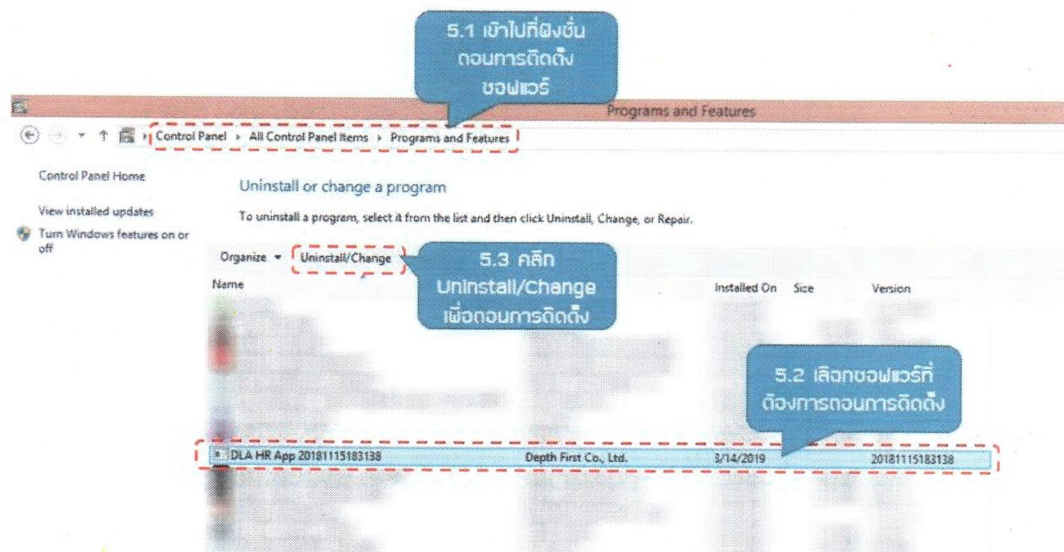 5.1 เข้าไปที่ฟังชั่น
ถอนการติดตั้ง
ซอฟแวร์
Programs and Features
Control Panel ▸ All Control Panel Items ▸ Programs and Features
Control Panel Home
View installed updates
Turn Windows features on or
off
Uninstall or change a program
To uninstall a program, select it from the list and then click Uninstall, Change, or Repair.
Organize ▾ Uninstall/Change
5.3 คลิก
Uninstall/Change
เพื่อถอนการติดตั้ง
Name Installed On Size Version
5.2 เลือกซอฟแวร์ที่
ต้องการถอนการติดตั้ง
DLA HR App 20181115183138 Depth First Co., Ltd. 3/14/2019 20181115183138